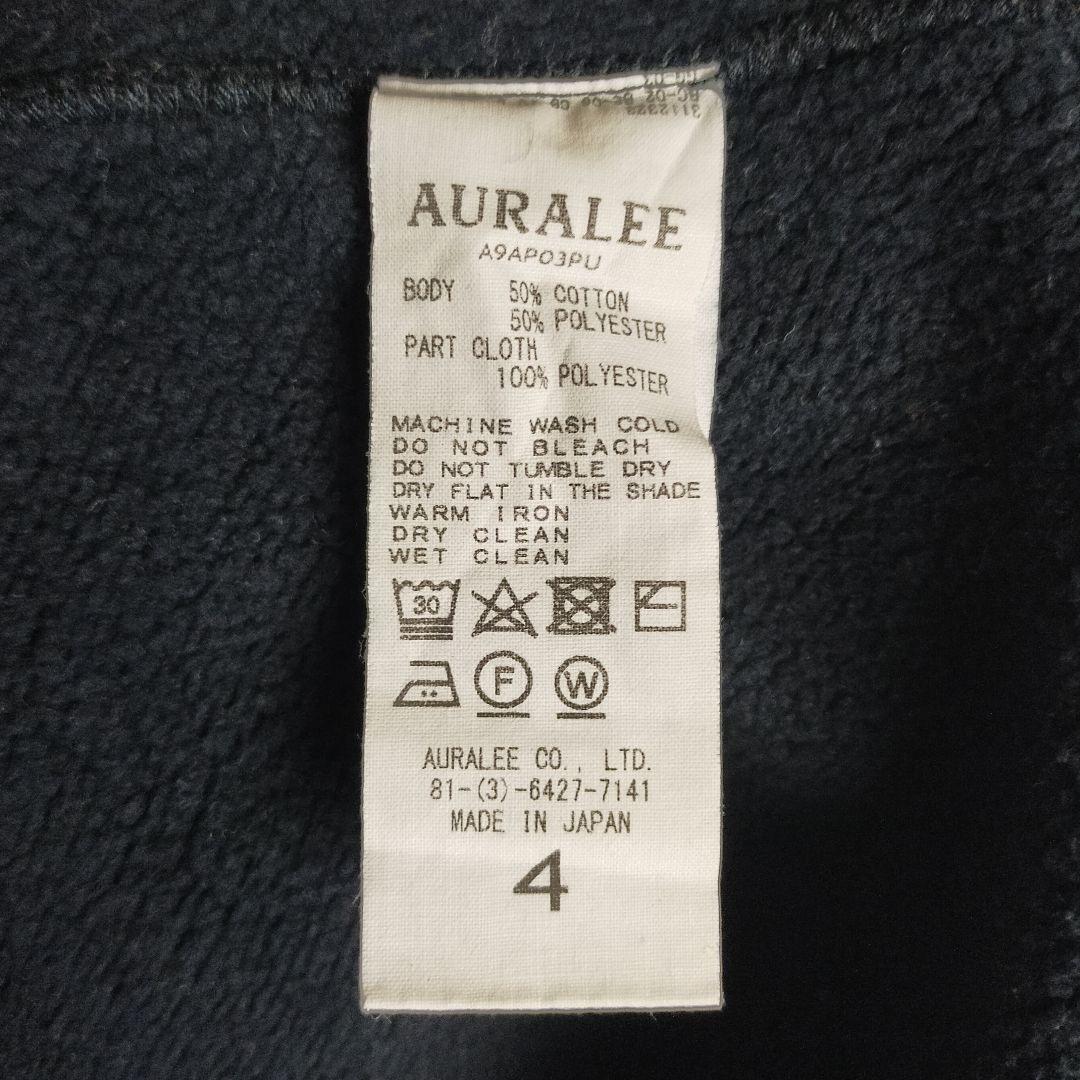 AURALEE
A9AP03PU
BODY 50% COTTON
50% POLYESTER
PART CLOTH
100% POLYESTER
MACHINE WASH COLD
DO NOT BLEACH
DO NOT TUMBLE DRY
DRY FLAT IN THE SHADE
WARM IRON
DRY CLEAN
WET CLEAN
30
F W
AURALEE CO., LTD.
81-(3)-6427-7141
MADE IN JAPAN
4